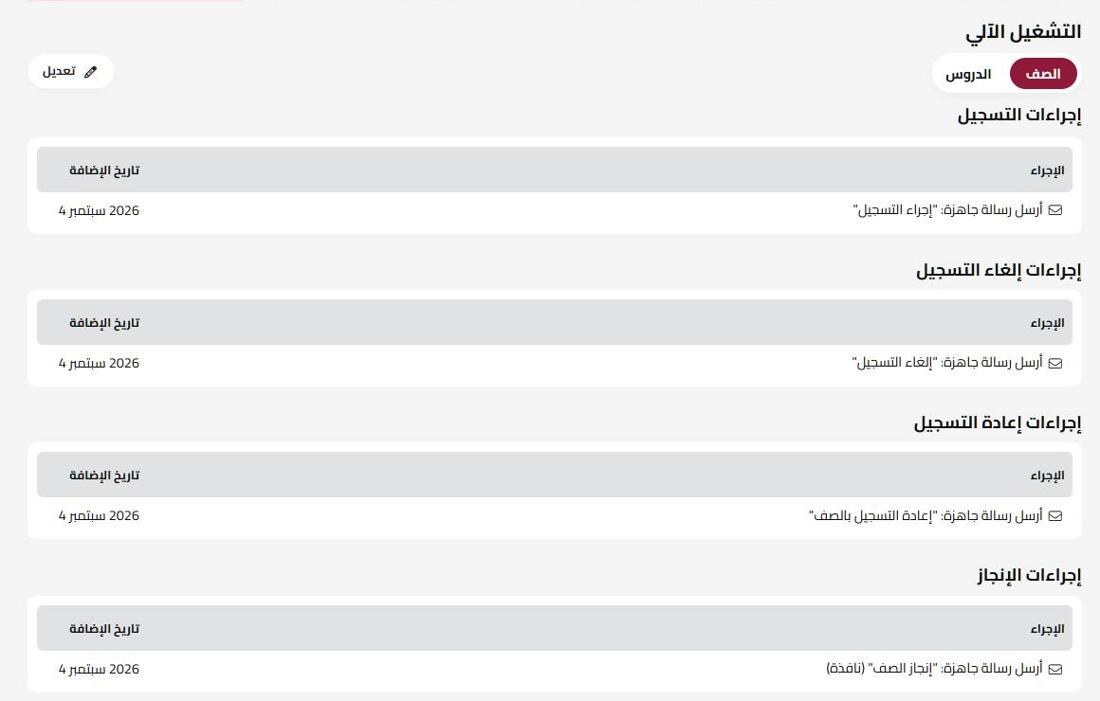 التشغيل الآلي
الصف
الدروس
تعديل
إجراءات التسجيل
الإجراء
تاريخ الإضافة
أرسل رسالة جاهزة: "إجراء التسجيل"
2026 سبتمبر 4
إجراءات إلغاء التسجيل
الإجراء
تاريخ الإضافة
أرسل رسالة جاهزة: "إلغاء التسجيل"
2026 سبتمبر 4
إجراءات إعادة التسجيل
الإجراء
تاريخ الإضافة
أرسل رسالة جاهزة: "إعادة التسجيل بالصف"
2026 سبتمبر 4
إجراءات الإنجاز
الإجراء
تاريخ الإضافة
أرسل رسالة جاهزة: "إنجاز الصف" (نافذة)
2026 سبتمبر 4